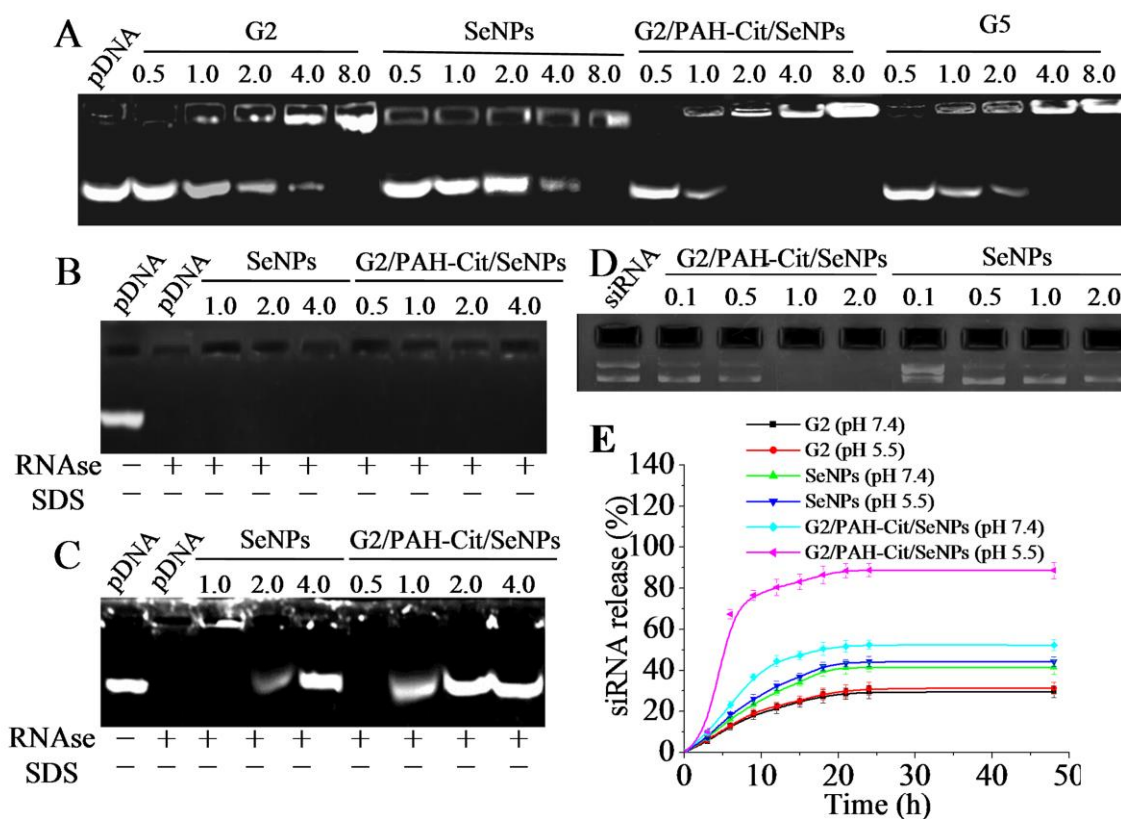 A
pDNA
G2 SeNPs G2/PAH-Cit/SeNPs G5
0.5 1.0 2.0 4.0 8.0 0.5 1.0 2.0 4.0 8.0 0.5 1.0 2.0 4.0 8.0 0.5 1.0 2.0 4.0 8.0
B
pDNA pDNA
SeNPs G2/PAH-Cit/SeNPs
1.0 2.0 4.0 0.5 1.0 2.0 4.0
RNAse − + + + + + + + +
SDS − − − − − − − − −
C
pDNA pDNA
SeNPs G2/PAH-Cit/SeNPs
1.0 2.0 4.0 0.5 1.0 2.0 4.0
RNAse − + + + + + + + +
SDS − − − − − − − − −
D
siRNA
G2/PAH-Cit/SeNPs SeNPs
0.1 0.5 1.0 2.0 0.1 0.5 1.0 2.0
E
G2 (pH 7.4)
G2 (pH 5.5)
SeNPs (pH 7.4)
SeNPs (pH 5.5)
G2/PAH-Cit/SeNPs (pH 7.4)
G2/PAH-Cit/SeNPs (pH 5.5)
siRNA release (%)
140
120
100
80
60
40
20
0
0 10 20 30 40 50
Time (h)